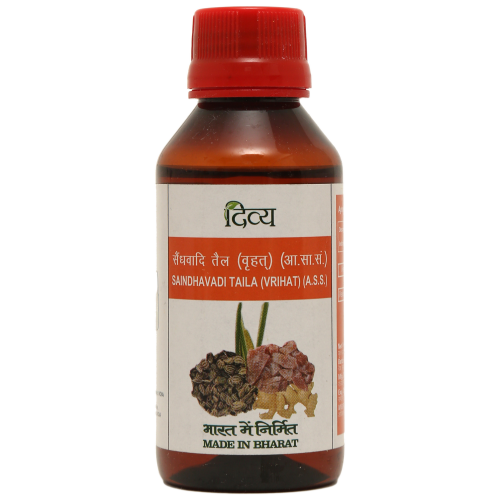 दिव्य
सैंधवादि तैल (वृहत्) (आ.सा.सं.)
SAINDHAVADI TAILA (VRIHAT) (A.S.S.)
भारत में निर्मित
MADE IN BHARAT